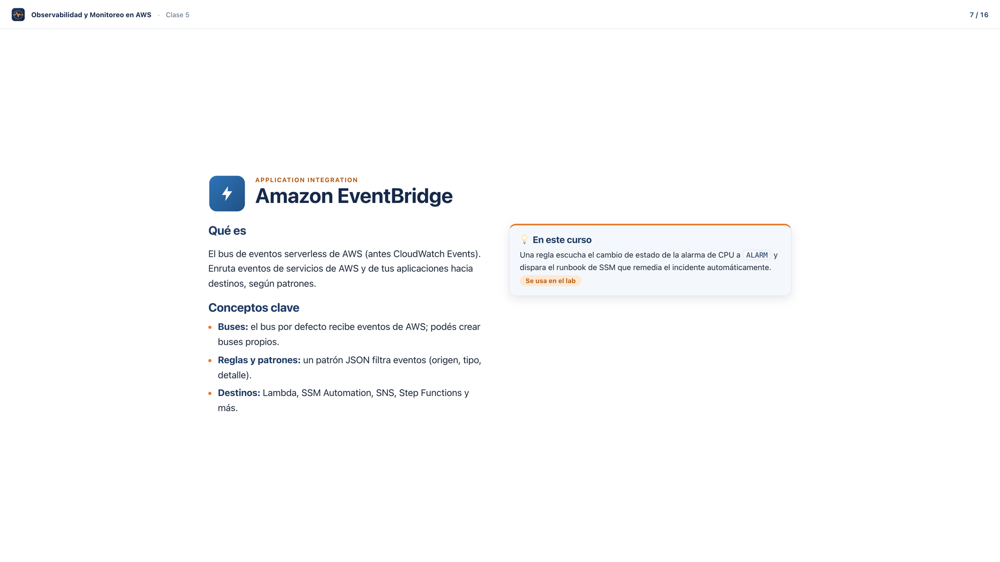 Observabilidad y Monitoreo en AWS · Clase 5
7 / 16
APPLICATION INTEGRATION
Amazon EventBridge
Qué es
El bus de eventos serverless de AWS (antes CloudWatch Events).
Enruta eventos de servicios de AWS y de tus aplicaciones hacia
destinos, según patrones.
Conceptos clave
• Buses: el bus por defecto recibe eventos de AWS; podés crear
buses propios.
• Reglas y patrones: un patrón JSON filtra eventos (origen, tipo,
detalle).
• Destinos: Lambda, SSM Automation, SNS, Step Functions y
más.
💡 En este curso
Una regla escucha el cambio de estado de la alarma de CPU a ALARM y
dispara el runbook de SSM que remedia el incidente automáticamente.
Se usa en el lab